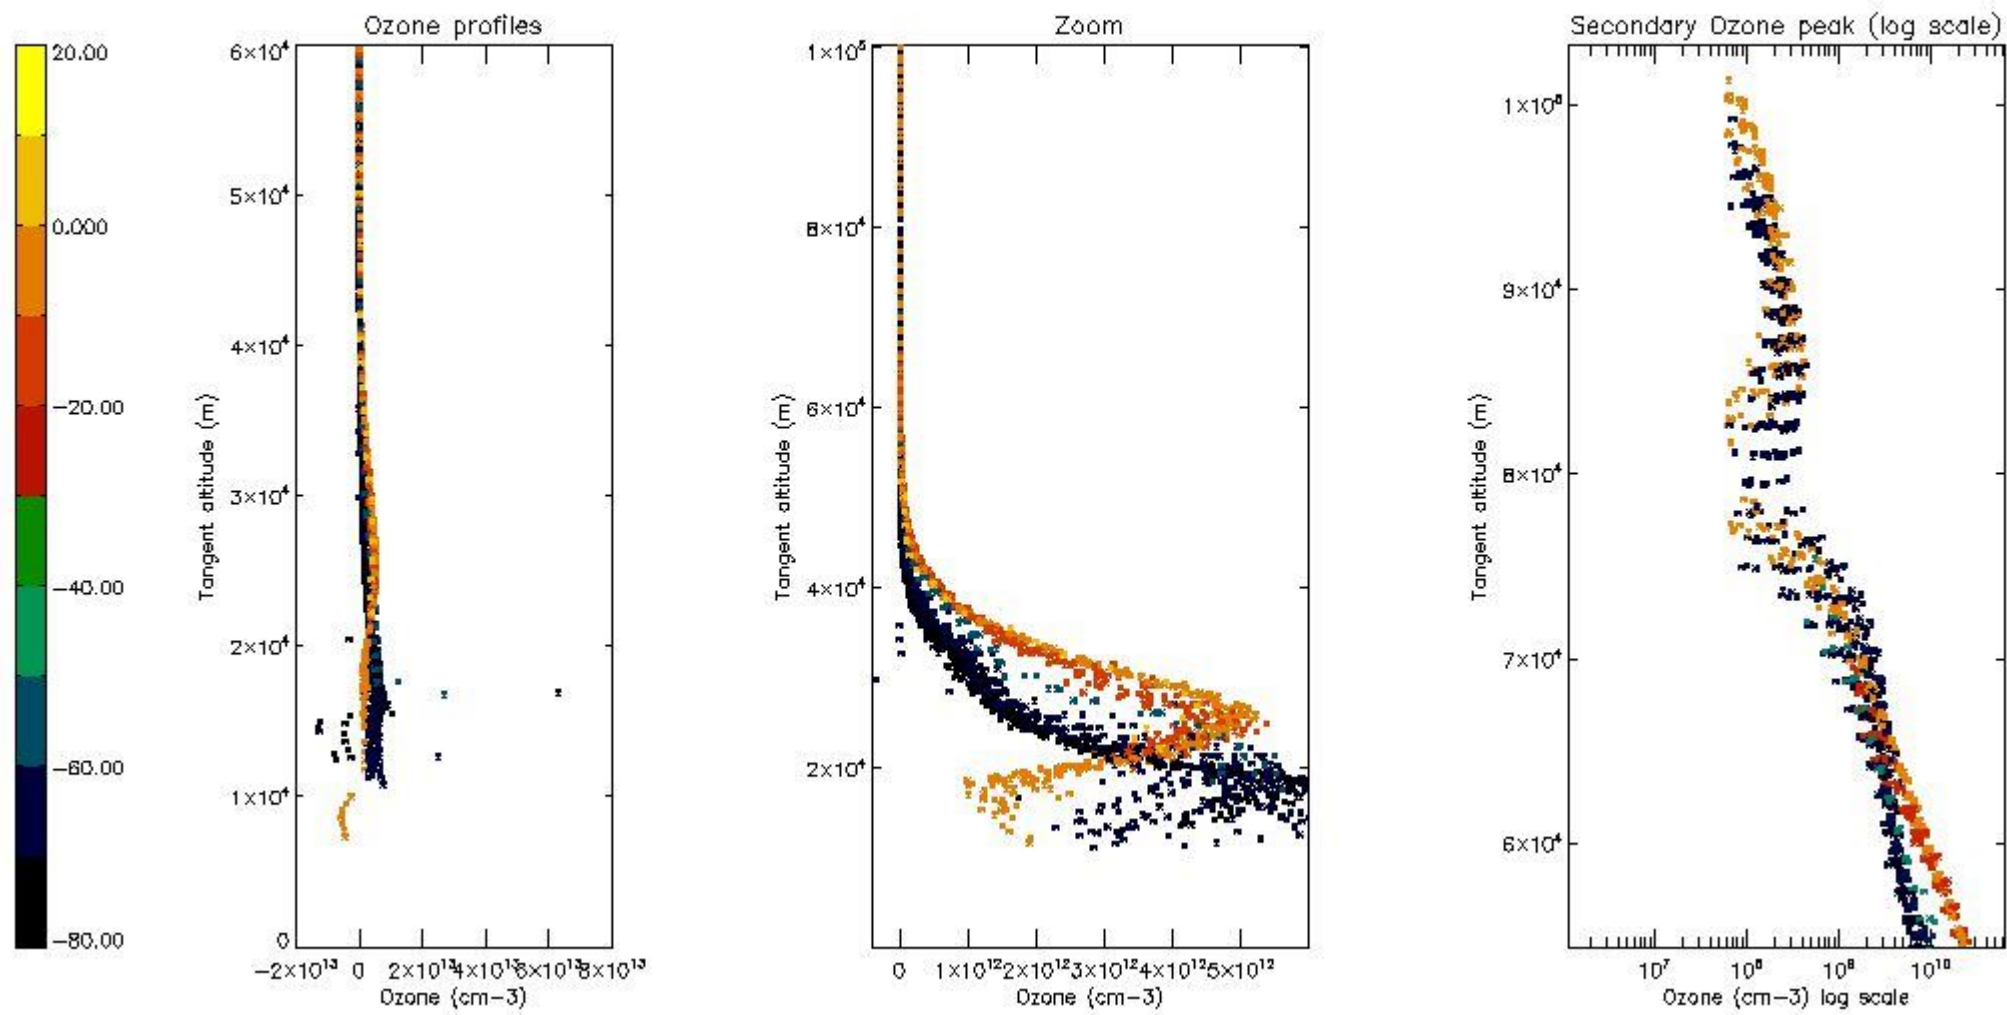 Ozone profiles
Zoom
Secondary Ozone peak (log scale)
20.00
0.000
−20.00
−40.00
−60.00
−80.00
6×10⁴
5×10⁴
4×10⁴
3×10⁴
2×10⁴
1×10⁴
0
Tangent altitude (m)
−2×10¹³ 0 2×10¹³ 4×10¹³ 6×10¹³ 8×10¹³
Ozone (cm−3)
1×10⁵
8×10⁴
6×10⁴
4×10⁴
2×10⁴
Tangent altitude (m)
0 1×10¹² 2×10¹² 3×10¹² 4×10¹² 5×10¹²
Ozone (cm−3)
1×10⁵
9×10⁴
8×10⁴
7×10⁴
6×10⁴
Tangent altitude (m)
10⁷ 10⁸ 10⁹ 10¹⁰
Ozone (cm−3) log scale